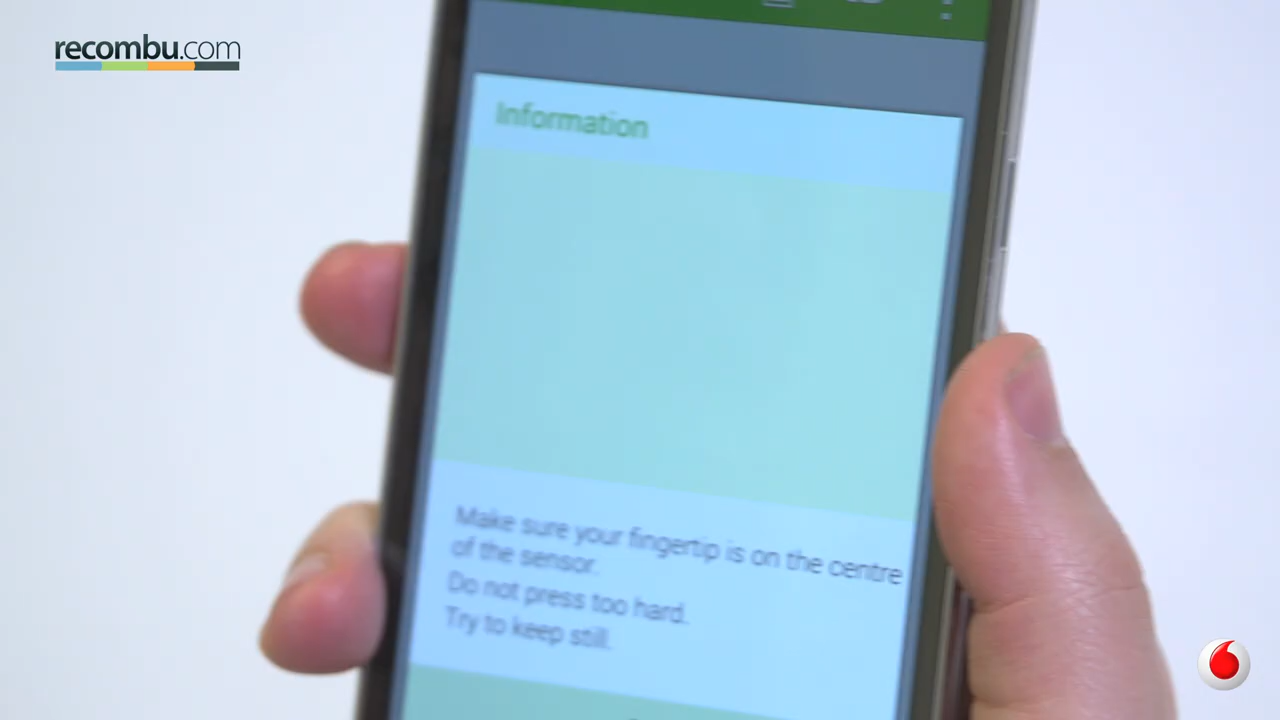 recombu.com
Information
Make sure your fingertip is on the centre
of the sensor.
Do not press too hard.
Try to keep still.